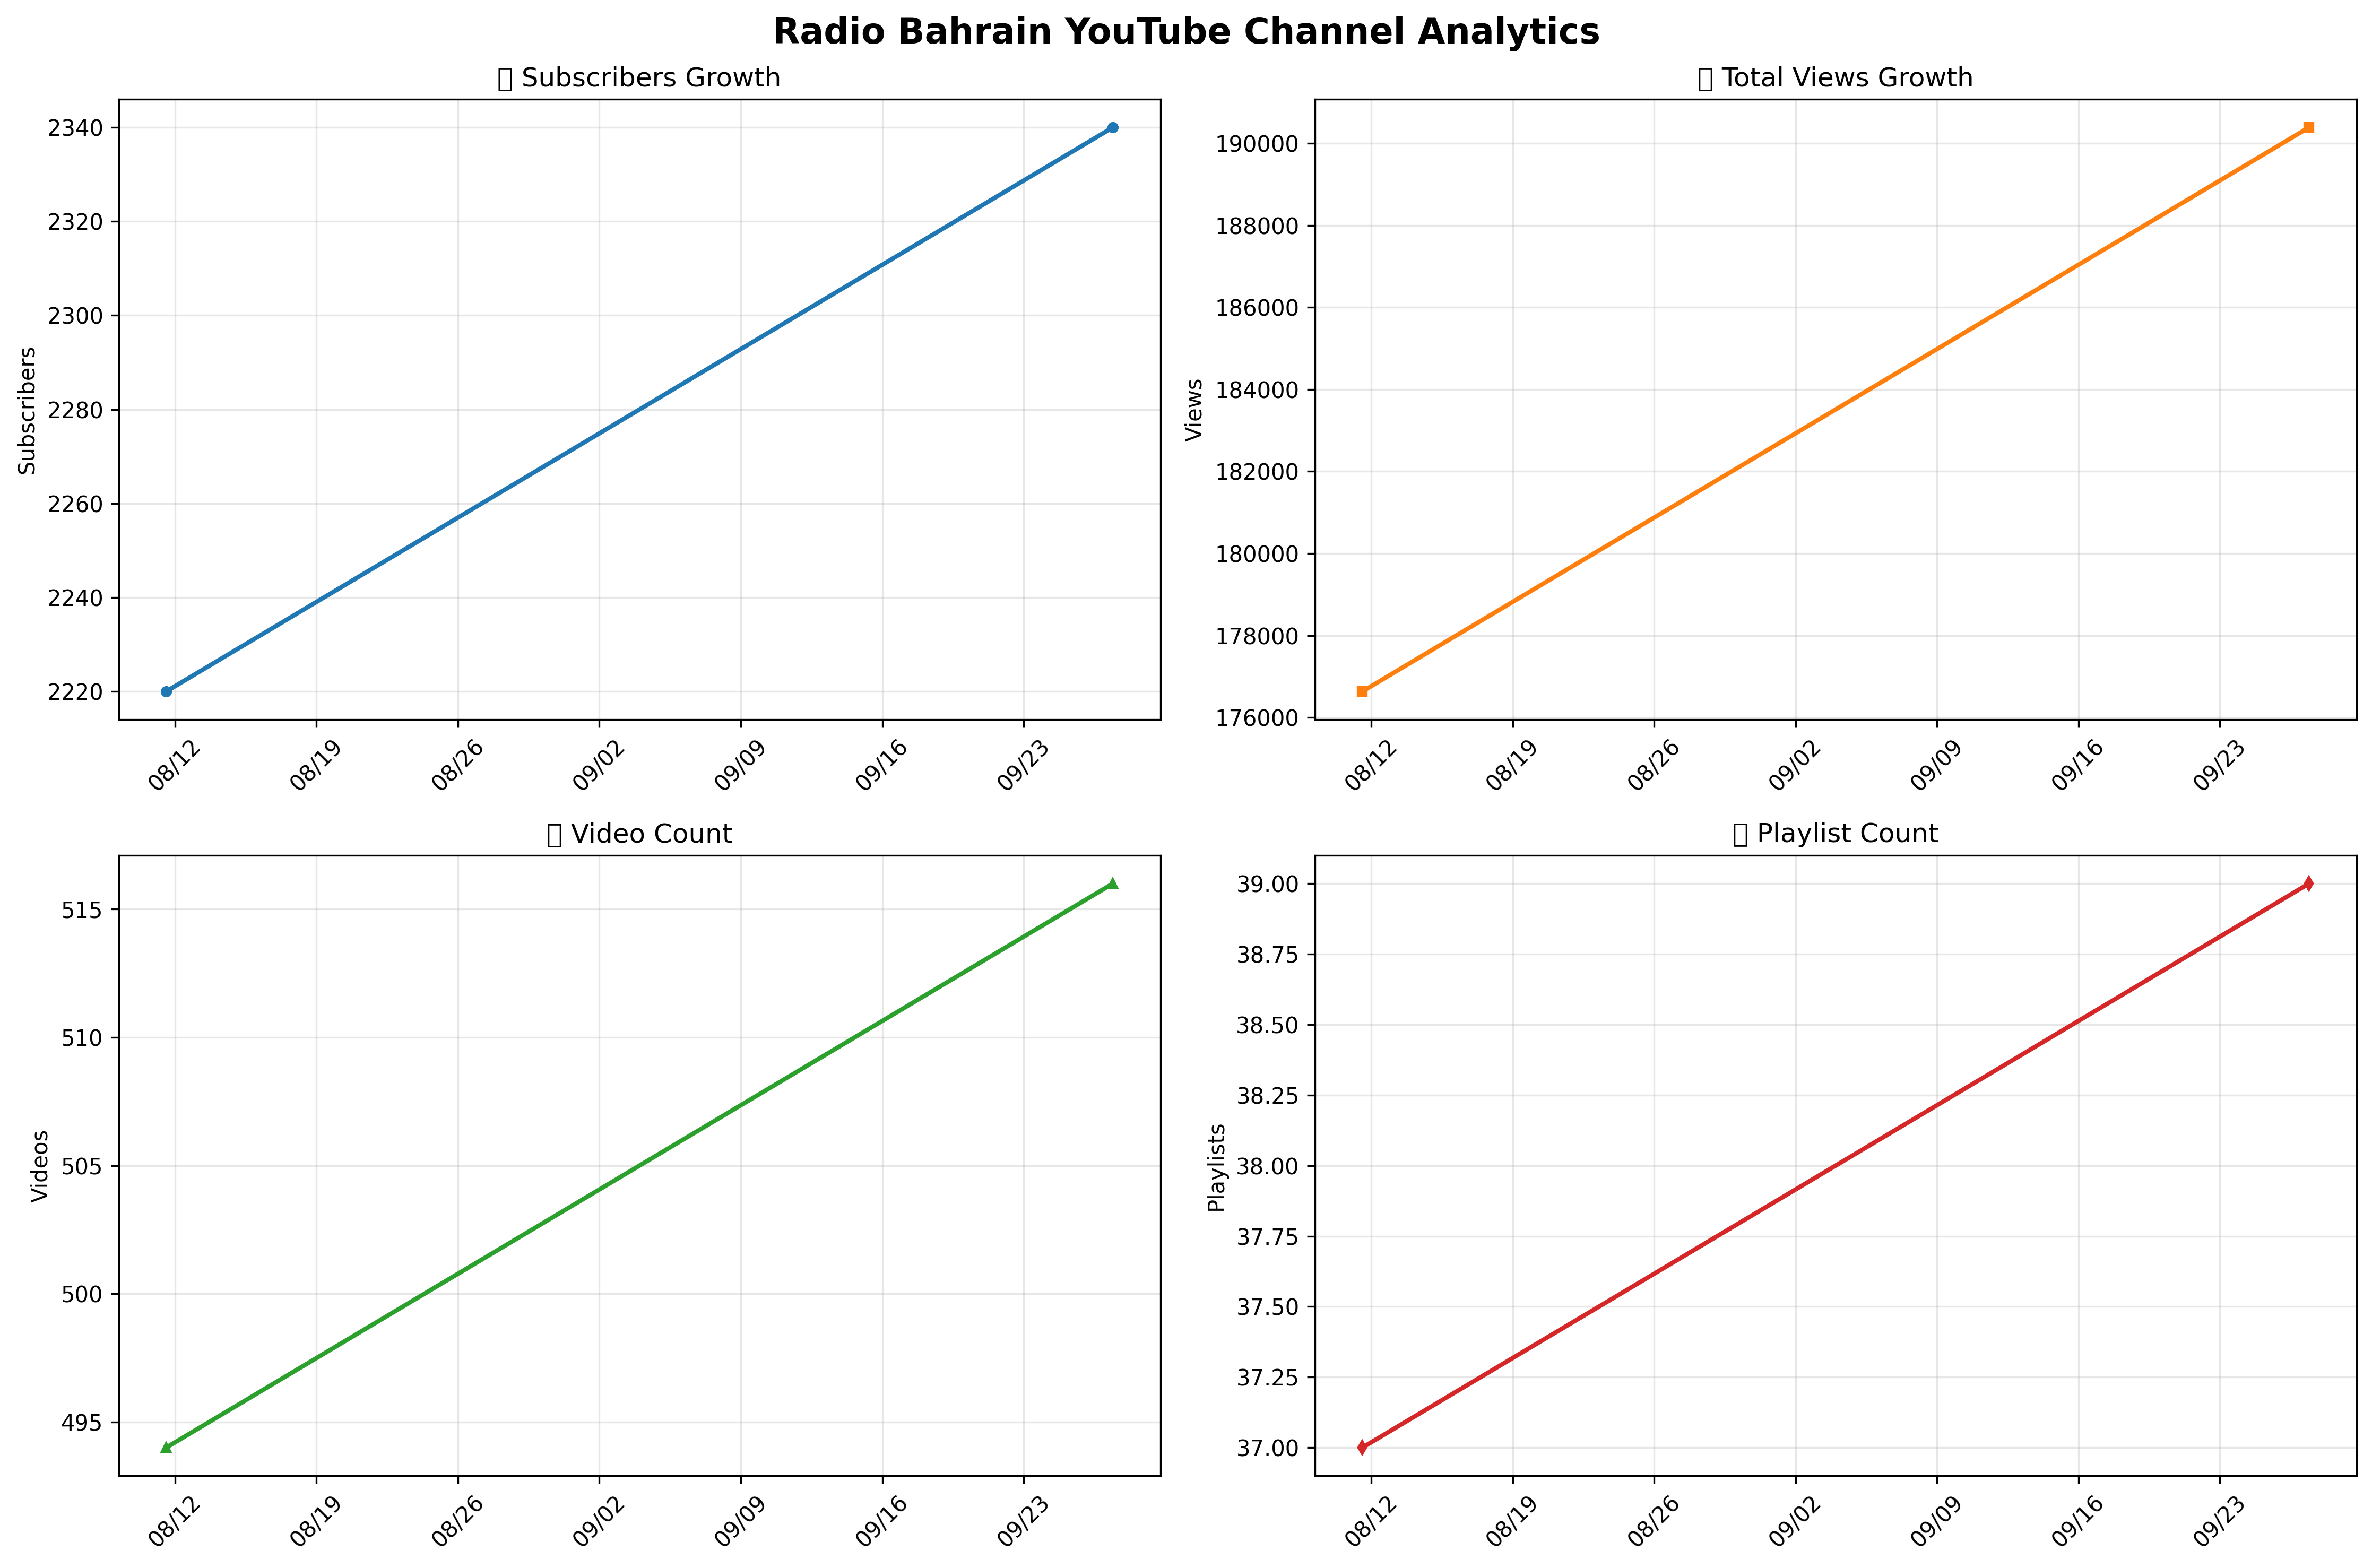 Radio Bahrain YouTube Channel Analytics
▯ Subscribers Growth
Subscribers
2340
2320
2300
2280
2260
2240
2220
08/12 08/19 08/26 09/02 09/09 09/16 09/23
▯ Total Views Growth
Views
190000
188000
186000
184000
182000
180000
178000
176000
08/12 08/19 08/26 09/02 09/09 09/16 09/23
▯ Video Count
Videos
515
510
505
500
495
08/12 08/19 08/26 09/02 09/09 09/16 09/23
▯ Playlist Count
Playlists
39.00
38.75
38.50
38.25
38.00
37.75
37.50
37.25
37.00
08/12 08/19 08/26 09/02 09/09 09/16 09/23